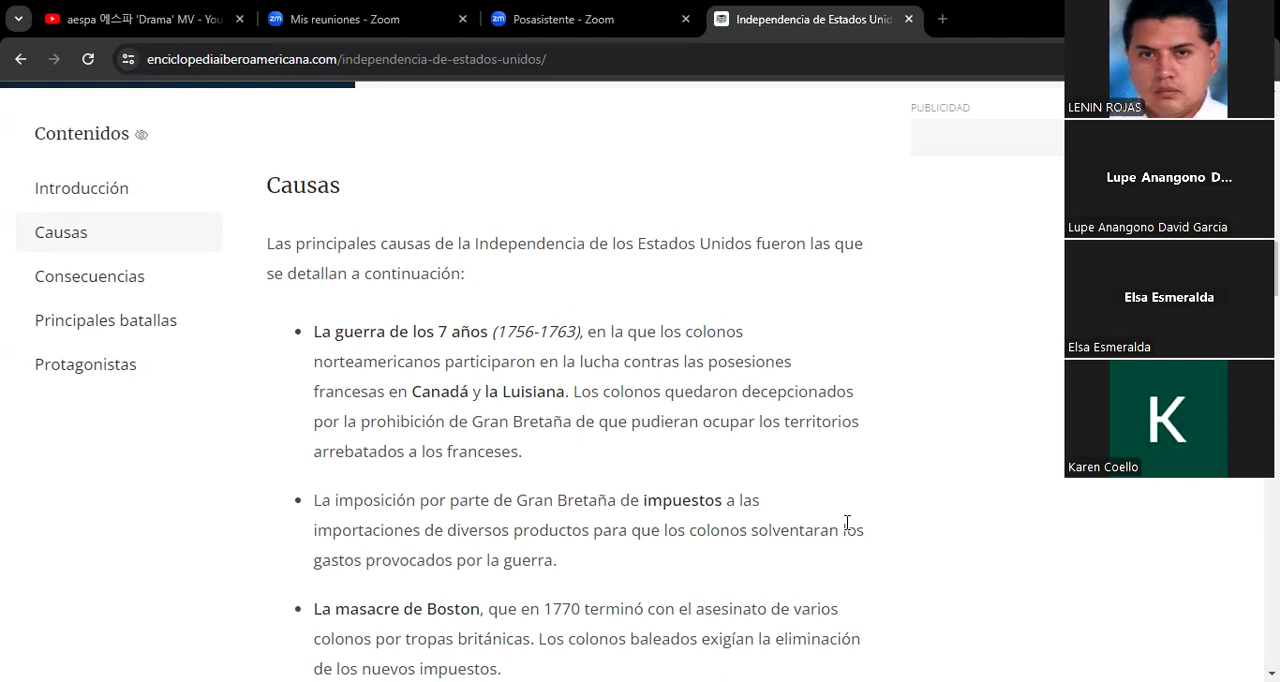 aespa 에스파 'Drama' MV - You
Mis reuniones - Zoom
Posasistente - Zoom
Independencia de Estados Unid
enciclopediaiberoamericana.com/independencia-de-estados-unidos/
PUBLICIDAD
Contenidos
Introducción
Causas
Consecuencias
Principales batallas
Protagonistas
Causas
Las principales causas de la Independencia de los Estados Unidos fueron las que
se detallan a continuación:
• La guerra de los 7 años (1756-1763), en la que los colonos
norteamericanos participaron en la lucha contras las posesiones
francesas en Canadá y la Luisiana. Los colonos quedaron decepcionados
por la prohibición de Gran Bretaña de que pudieran ocupar los territorios
arrebatados a los franceses.
• La imposición por parte de Gran Bretaña de impuestos a las
importaciones de diversos productos para que los colonos solventaran los
gastos provocados por la guerra.
• La masacre de Boston, que en 1770 terminó con el asesinato de varios
colonos por tropas británicas. Los colonos baleados exigían la eliminación
de los nuevos impuestos.
LENIN ROJAS
Lupe Anangono D...
Lupe Anangono David Garcia
Elsa Esmeralda
Elsa Esmeralda
K
Karen Coello